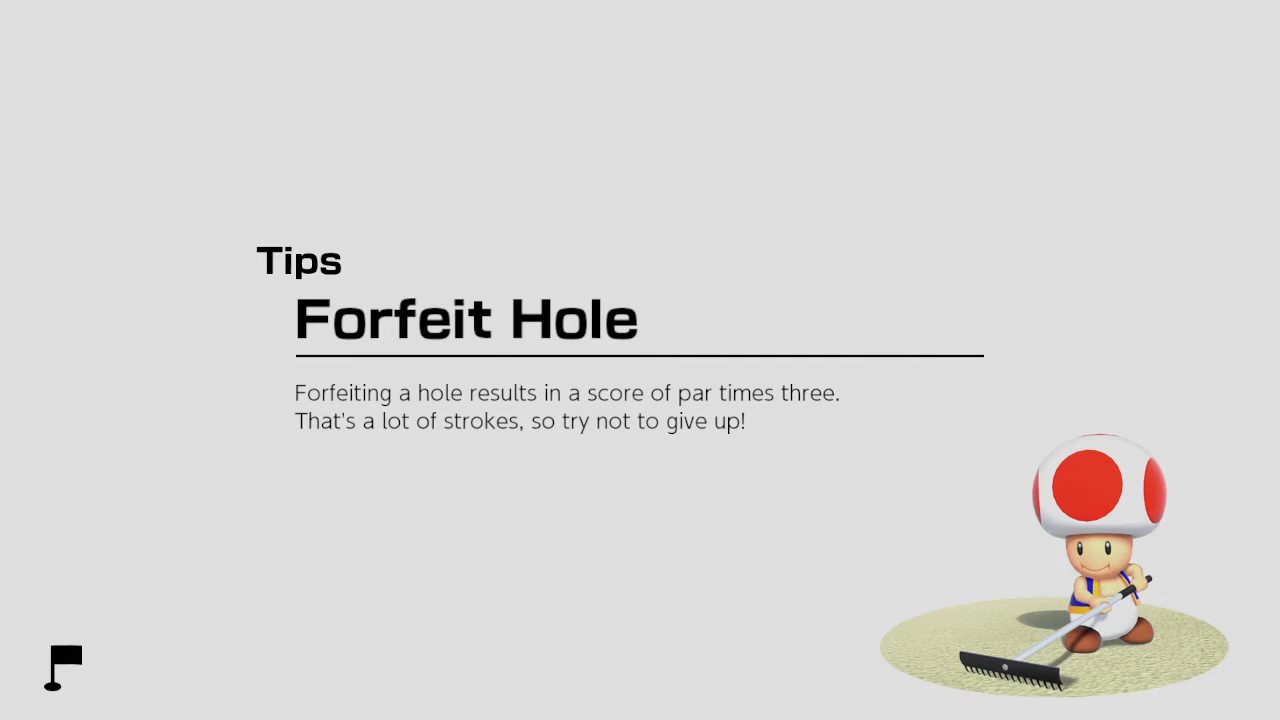 Tips
Forfeit Hole
Forfeiting a hole results in a score of par times three.
That's a lot of strokes, so try not to give up!